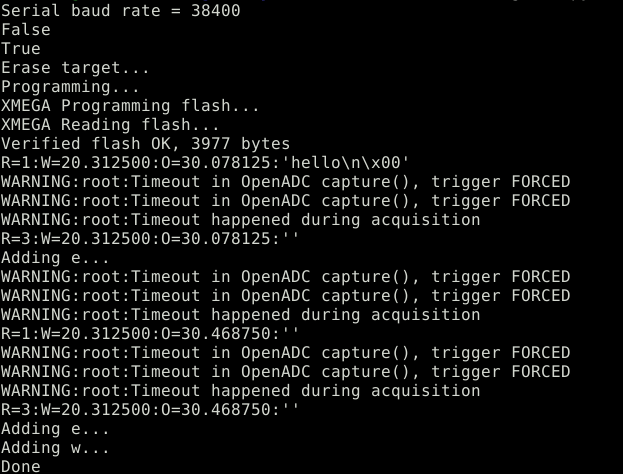 Serial baud rate = 38400
False
True
Erase target...
Programming...
XMEGA Programming flash...
XMEGA Reading flash...
Verified flash OK, 3977 bytes
R=1:W=20.312500:O=30.078125:'hello\n\x00'
WARNING:root:Timeout in OpenADC capture(), trigger FORCED
WARNING:root:Timeout in OpenADC capture(), trigger FORCED
WARNING:root:Timeout happened during acquisition
R=3:W=20.312500:O=30.078125:''
Adding e...
WARNING:root:Timeout in OpenADC capture(), trigger FORCED
WARNING:root:Timeout in OpenADC capture(), trigger FORCED
WARNING:root:Timeout happened during acquisition
R=1:W=20.312500:O=30.468750:''
WARNING:root:Timeout in OpenADC capture(), trigger FORCED
WARNING:root:Timeout in OpenADC capture(), trigger FORCED
WARNING:root:Timeout happened during acquisition
R=3:W=20.312500:O=30.468750:''
Adding e...
Adding w...
Done